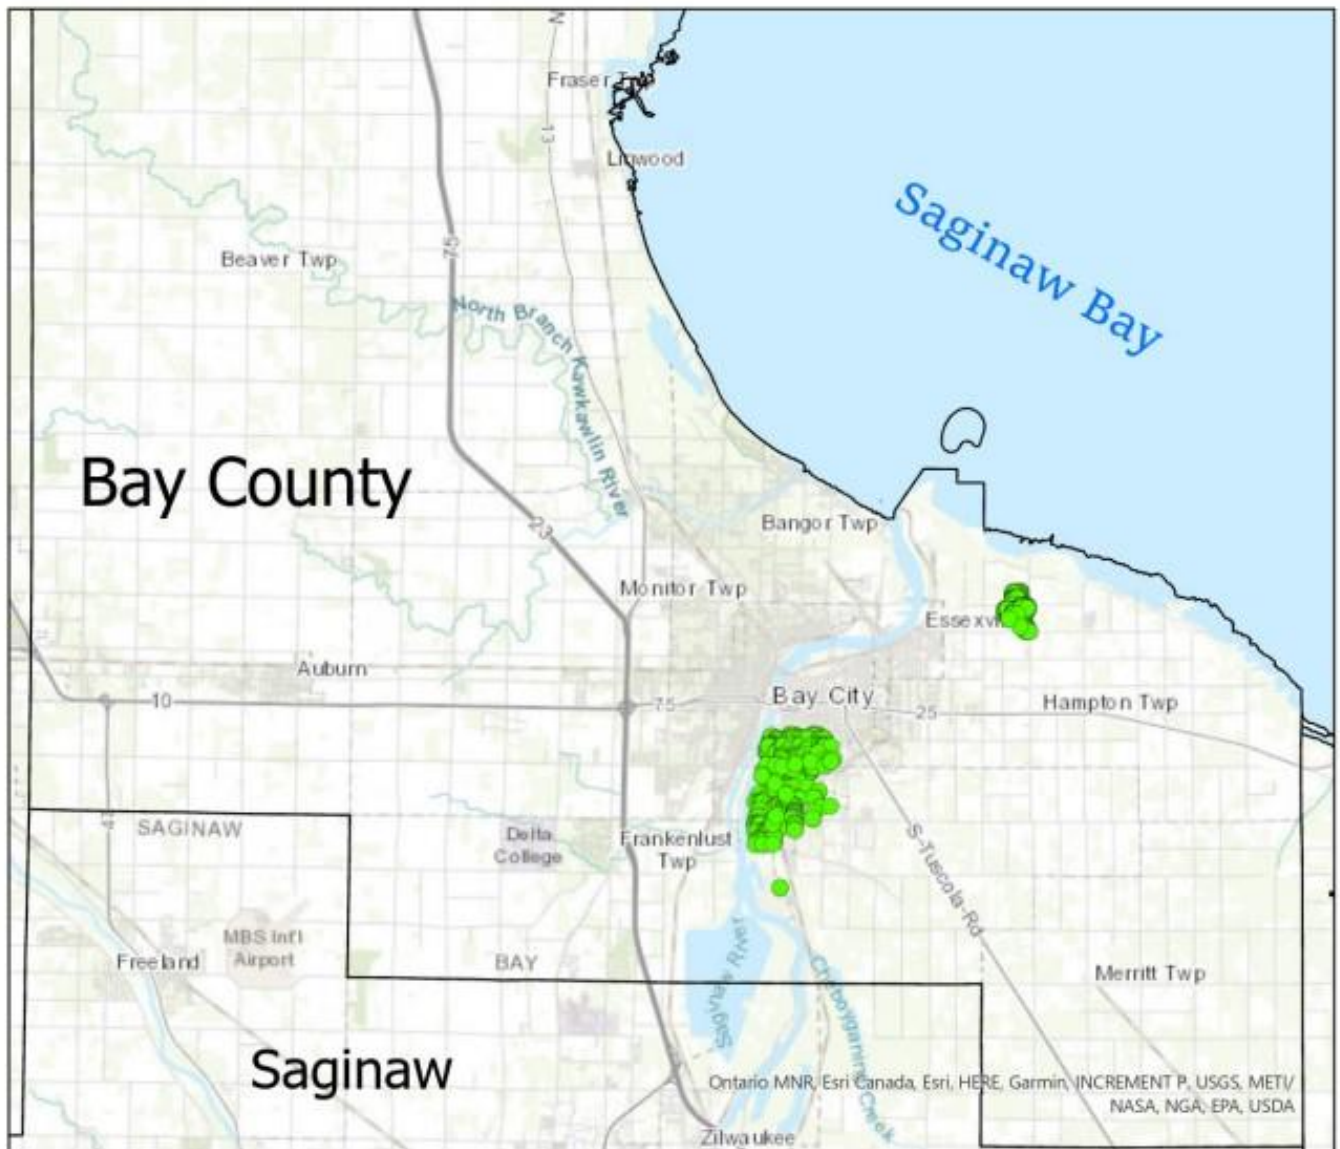 N
Fraser Twp
13
Linwood
Saginaw Bay
75
Beaver Twp
North Branch Kawkawlin River
Bay County
23
Bangor Twp
Monitor Twp
Essexvi
Auburn
10
75
Bay City
25
Hampton Twp
47
SAGINAW
Delta
College
Frankenlust
Twp
S-Tuscola-Rd
MBS Int'l
Airport
Freeland
BAY
Saginaw River
Cheboyganing Creek
Merritt Twp
Saginaw
Ontario MNR, Esri Canada, Esri, HERE, Garmin, INCREMENT P, USGS, METI/
NASA, NGA, EPA, USDA
Zilwaukee